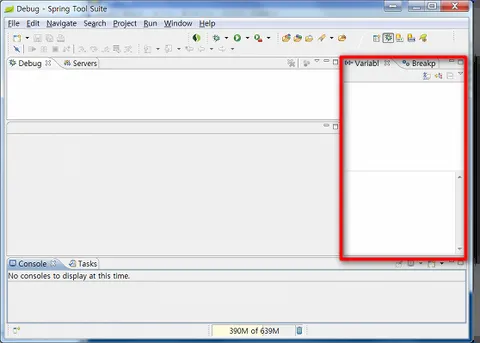 Debug - Spring Tool Suite
File Edit Navigate Search Project Run Window Help
Debug Servers
Variabl Breakp
Console Tasks
No consoles to display at this time.
390M of 639M